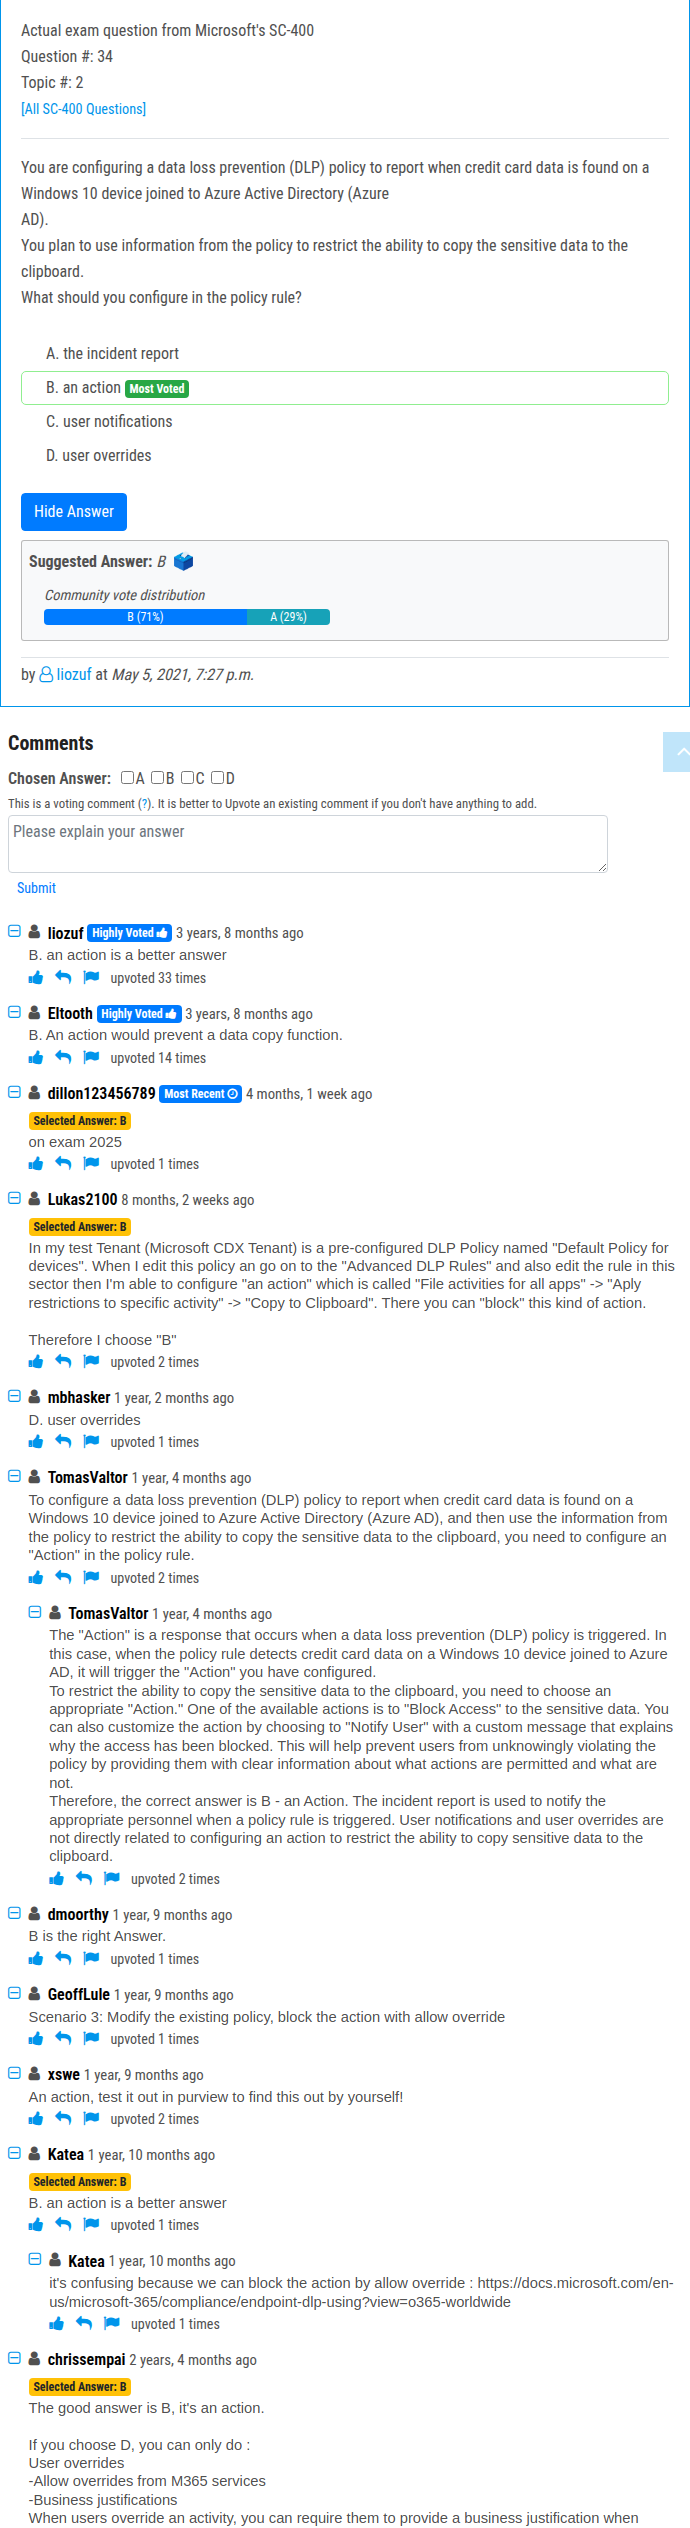 Actual exam question from Microsoft's SC-400
Question #: 34
Topic #: 2
[All SC-400 Questions]
You are configuring a data loss prevention (DLP) policy to report when credit card data is found on a
Windows 10 device joined to Azure Active Directory (Azure
AD).
You plan to use information from the policy to restrict the ability to copy the sensitive data to the
clipboard.
What should you configure in the policy rule?
A. the incident report
B. an action Most Voted
C. user notifications
D. user overrides
Hide Answer
Suggested Answer: B
Community vote distribution
B (71%) A (29%)
by liozuf at May 5, 2021, 7:27 p.m.
Comments
Chosen Answer: A B C D
This is a voting comment (?). It is better to Upvote an existing comment if you don't have anything to add.
Please explain your answer
Submit
liozuf Highly Voted 3 years, 8 months ago
B. an action is a better answer
upvoted 33 times
Eltooth Highly Voted 3 years, 8 months ago
B. An action would prevent a data copy function.
upvoted 14 times
dillon123456789 Most Recent 4 months, 1 week ago
Selected Answer: B
on exam 2025
upvoted 1 times
Lukas2100 8 months, 2 weeks ago
Selected Answer: B
In my test Tenant (Microsoft CDX Tenant) is a pre-configured DLP Policy named "Default Policy for
devices". When I edit this policy an go on to the "Advanced DLP Rules" and also edit the rule in this
sector then I'm able to configure "an action" which is called "File activities for all apps" -> "Aply
restrictions to specific activity" -> "Copy to Clipboard". There you can "block" this kind of action.
Therefore I choose "B"
upvoted 2 times
mbhasker 1 year, 2 months ago
D. user overrides
upvoted 1 times
TomasValtor 1 year, 4 months ago
To configure a data loss prevention (DLP) policy to report when credit card data is found on a
Windows 10 device joined to Azure Active Directory (Azure AD), and then use the information from
the policy to restrict the ability to copy the sensitive data to the clipboard, you need to configure an
"Action" in the policy rule.
upvoted 2 times
TomasValtor 1 year, 4 months ago
The "Action" is a response that occurs when a data loss prevention (DLP) policy is triggered. In
this case, when the policy rule detects credit card data on a Windows 10 device joined to Azure
AD, it will trigger the "Action" you have configured.
To restrict the ability to copy the sensitive data to the clipboard, you need to choose an
appropriate "Action." One of the available actions is to "Block Access" to the sensitive data. You
can also customize the action by choosing to "Notify User" with a custom message that explains
why the access has been blocked. This will help prevent users from unknowingly violating the
policy by providing them with clear information about what actions are permitted and what are
not.
Therefore, the correct answer is B - an Action. The incident report is used to notify the
appropriate personnel when a policy rule is triggered. User notifications and user overrides are
not directly related to configuring an action to restrict the ability to copy sensitive data to the
clipboard.
upvoted 2 times
dmoorthy 1 year, 9 months ago
B is the right Answer.
upvoted 1 times
GeoffLule 1 year, 9 months ago
Scenario 3: Modify the existing policy, block the action with allow override
upvoted 1 times
xswe 1 year, 9 months ago
An action, test it out in purview to find this out by yourself!
upvoted 2 times
Katea 1 year, 10 months ago
Selected Answer: B
B. an action is a better answer
upvoted 1 times
Katea 1 year, 10 months ago
it's confusing because we can block the action by allow override : https://docs.microsoft.com/en-
us/microsoft-365/compliance/endpoint-dlp-using?view=o365-worldwide
upvoted 1 times
chrissempai 2 years, 4 months ago
Selected Answer: B
The good answer is B, it's an action.
If you choose D, you can only do :
User overrides
-Allow overrides from M365 services
-Business justifications
When users override an activity, you can require them to provide a business justification when